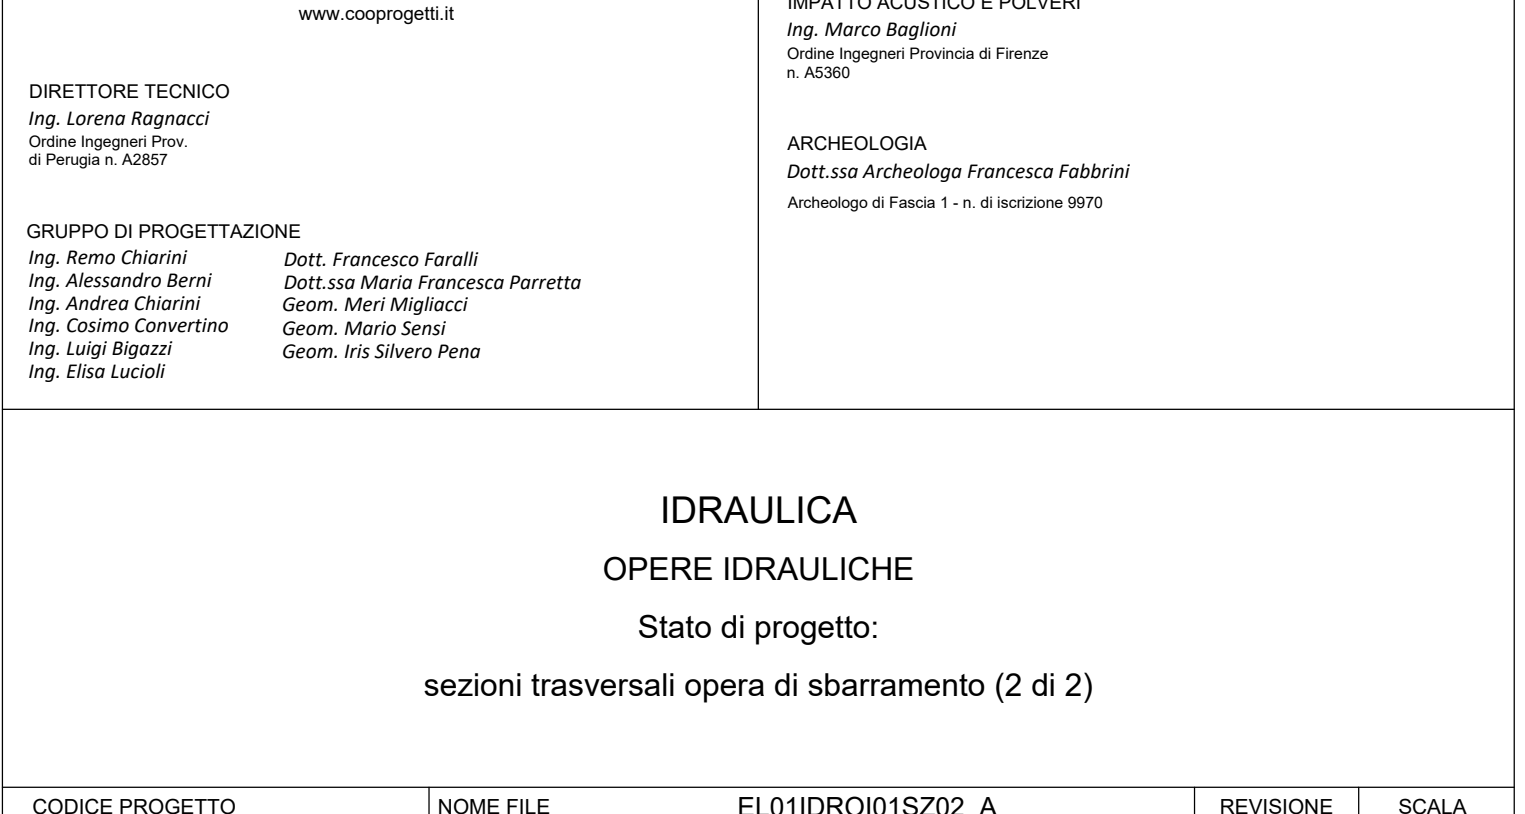 www.cooprogetti.it
DIRETTORE TECNICO
Ing. Lorena Ragnacci
Ordine Ingegneri Prov.
di Perugia n. A2857
GRUPPO DI PROGETTAZIONE
Ing. Remo Chiarini
Ing. Alessandro Berni
Ing. Andrea Chiarini
Ing. Cosimo Convertino
Ing. Luigi Bigazzi
Ing. Elisa Lucioli
Dott. Francesco Faralli
Dott.ssa Maria Francesca Parretta
Geom. Meri Migliacci
Geom. Mario Sensi
Geom. Iris Silvero Pena
IMPATTO ACUSTICO E POLVERI
Ing. Marco Baglioni
Ordine Ingegneri Provincia di Firenze
n. A5360
ARCHEOLOGIA
Dott.ssa Archeologa Francesca Fabbrini
Archeologo di Fascia 1 - n. di iscrizione 9970
IDRAULICA
OPERE IDRAULICHE
Stato di progetto:
sezioni trasversali opera di sbarramento (2 di 2)
CODICE PROGETTO
NOME FILE
EL01IDROI01SZ02_A
REVISIONE
SCALA